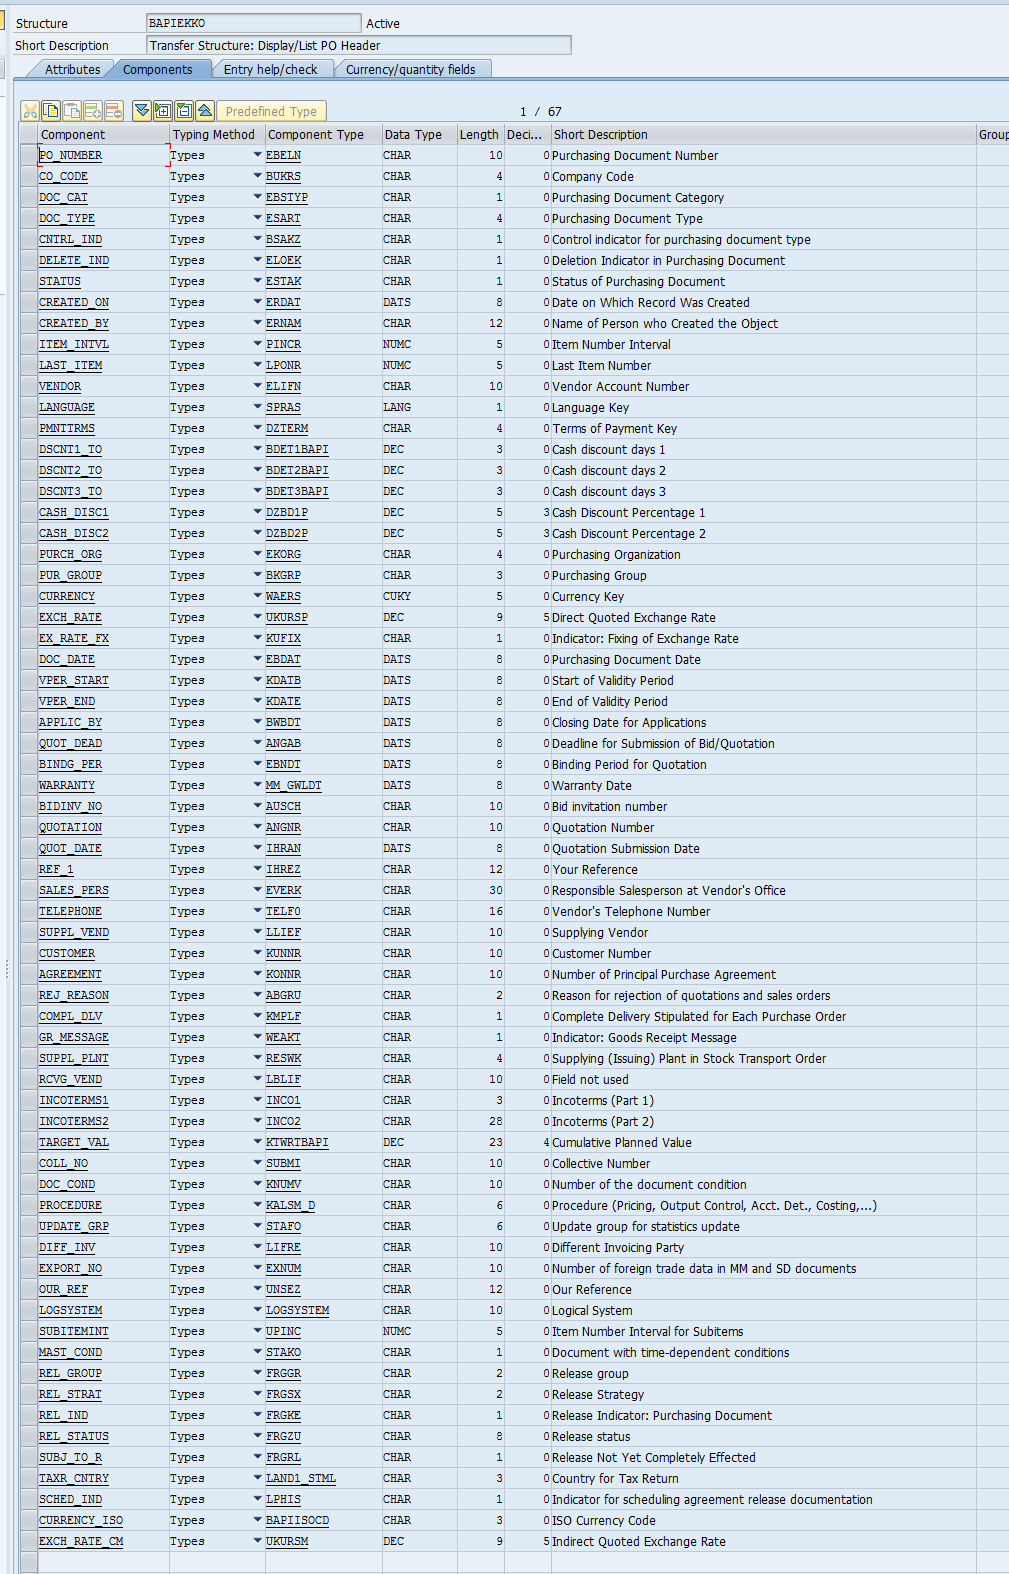 Structure BAPIEKKO Active
Short Description Transfer Structure: Display/List PO Header
Attributes Components Entry help/check Currency/quantity fields
Predefined Type 1 / 67
Component Typing Method Component Type Data Type Length Deci... Short Description Group
PO_NUMBER Types EBELN CHAR 10 0 Purchasing Document Number
CO_CODE Types BUKRS CHAR 4 0 Company Code
DOC_CAT Types EBSTYP CHAR 1 0 Purchasing Document Category
DOC_TYPE Types ESART CHAR 4 0 Purchasing Document Type
CNTRL_IND Types BSAKZ CHAR 1 0 Control indicator for purchasing document type
DELETE_IND Types ELOEK CHAR 1 0 Deletion Indicator in Purchasing Document
STATUS Types ESTAK CHAR 1 0 Status of Purchasing Document
CREATED_ON Types ERDAT DATS 8 0 Date on Which Record Was Created
CREATED_BY Types ERNAM CHAR 12 0 Name of Person who Created the Object
ITEM_INTVL Types PINCR NUMC 5 0 Item Number Interval
LAST_ITEM Types LPONR NUMC 5 0 Last Item Number
VENDOR Types ELIFN CHAR 10 0 Vendor Account Number
LANGUAGE Types SPRAS LANG 1 0 Language Key
PMNTTRMS Types DZTERM CHAR 4 0 Terms of Payment Key
DSCNT1_TO Types BDET1BAPI DEC 3 0 Cash discount days 1
DSCNT2_TO Types BDET2BAPI DEC 3 0 Cash discount days 2
DSCNT3_TO Types BDET3BAPI DEC 3 0 Cash discount days 3
CASH_DISC1 Types DZBD1P DEC 5 3 Cash Discount Percentage 1
CASH_DISC2 Types DZBD2P DEC 5 3 Cash Discount Percentage 2
PURCH_ORG Types EKORG CHAR 4 0 Purchasing Organization
PUR_GROUP Types BKGRP CHAR 3 0 Purchasing Group
CURRENCY Types WAERS CUKY 5 0 Currency Key
EXCH_RATE Types UKURSP DEC 9 5 Direct Quoted Exchange Rate
EX_RATE_FX Types KUFIX CHAR 1 0 Indicator: Fixing of Exchange Rate
DOC_DATE Types EBDAT DATS 8 0 Purchasing Document Date
VPER_START Types KDATB DATS 8 0 Start of Validity Period
VPER_END Types KDATE DATS 8 0 End of Validity Period
APPLIC_BY Types BWBDT DATS 8 0 Closing Date for Applications
QUOT_DEAD Types ANGAB DATS 8 0 Deadline for Submission of Bid/Quotation
BINDG_PER Types EBNDT DATS 8 0 Binding Period for Quotation
WARRANTY Types MM_GWLDT DATS 8 0 Warranty Date
BIDINV_NO Types AUSCH CHAR 10 0 Bid invitation number
QUOTATION Types ANGNR CHAR 10 0 Quotation Number
QUOT_DATE Types IHRAN DATS 8 0 Quotation Submission Date
REF_1 Types IHREZ CHAR 12 0 Your Reference
SALES_PERS Types EVERK CHAR 30 0 Responsible Salesperson at Vendor's Office
TELEPHONE Types TELF0 CHAR 16 0 Vendor's Telephone Number
SUPPL_VEND Types LLIEF CHAR 10 0 Supplying Vendor
CUSTOMER Types KUNNR CHAR 10 0 Customer Number
AGREEMENT Types KONNR CHAR 10 0 Number of Principal Purchase Agreement
REJ_REASON Types ABGRU CHAR 2 0 Reason for rejection of quotations and sales orders
COMPL_DLV Types KMPLF CHAR 1 0 Complete Delivery Stipulated for Each Purchase Order
GR_MESSAGE Types WEAKT CHAR 1 0 Indicator: Goods Receipt Message
SUPPL_PLNT Types RESWK CHAR 4 0 Supplying (Issuing) Plant in Stock Transport Order
RCVG_VEND Types LBLIF CHAR 10 0 Field not used
INCOTERMS1 Types INCO1 CHAR 3 0 Incoterms (Part 1)
INCOTERMS2 Types INCO2 CHAR 28 0 Incoterms (Part 2)
TARGET_VAL Types KTWRTBAPI DEC 23 4 Cumulative Planned Value
COLL_NO Types SUBMI CHAR 10 0 Collective Number
DOC_COND Types KNUMV CHAR 10 0 Number of the document condition
PROCEDURE Types KALSM_D CHAR 6 0 Procedure (Pricing, Output Control, Acct. Det., Costing,...)
UPDATE_GRP Types STAFO CHAR 6 0 Update group for statistics update
DIFF_INV Types LIFRE CHAR 10 0 Different Invoicing Party
EXPORT_NO Types EXNUM CHAR 10 0 Number of foreign trade data in MM and SD documents
OUR_REF Types UNSEZ CHAR 12 0 Our Reference
LOGSYSTEM Types LOGSYSTEM CHAR 10 0 Logical System
SUBITEMINT Types UPINC NUMC 5 0 Item Number Interval for Subitems
MAST_COND Types STAKO CHAR 1 0 Document with time-dependent conditions
REL_GROUP Types FRGGR CHAR 2 0 Release group
REL_STRAT Types FRGSX CHAR 2 0 Release Strategy
REL_IND Types FRGKE CHAR 1 0 Release Indicator: Purchasing Document
REL_STATUS Types FRGZU CHAR 8 0 Release status
SUBJ_TO_R Types FRGRL CHAR 1 0 Release Not Yet Completely Effected
TAXR_CNTRY Types LAND1_STML CHAR 3 0 Country for Tax Return
SCHED_IND Types LPHIS CHAR 1 0 Indicator for scheduling agreement release documentation
CURRENCY_ISO Types BAPIISOCD CHAR 3 0 ISO Currency Code
EXCH_RATE_CM Types UKURSM DEC 9 5 Indirect Quoted Exchange Rate